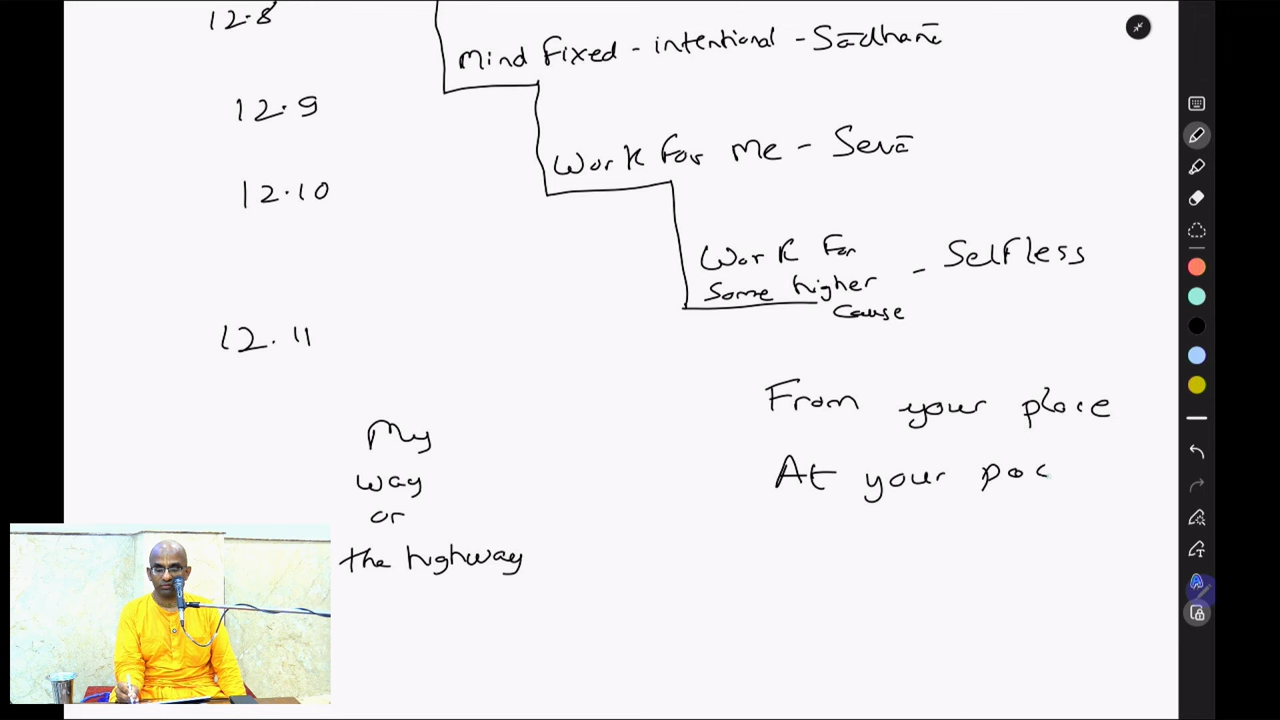 12.8
Mind fixed - intentional - Sādhanā
12.9
Work for me - Sevā
12.10
Work for
Some higher
cause
- Selfless
12.11
From your place
My
way
or
the highway
At your pac